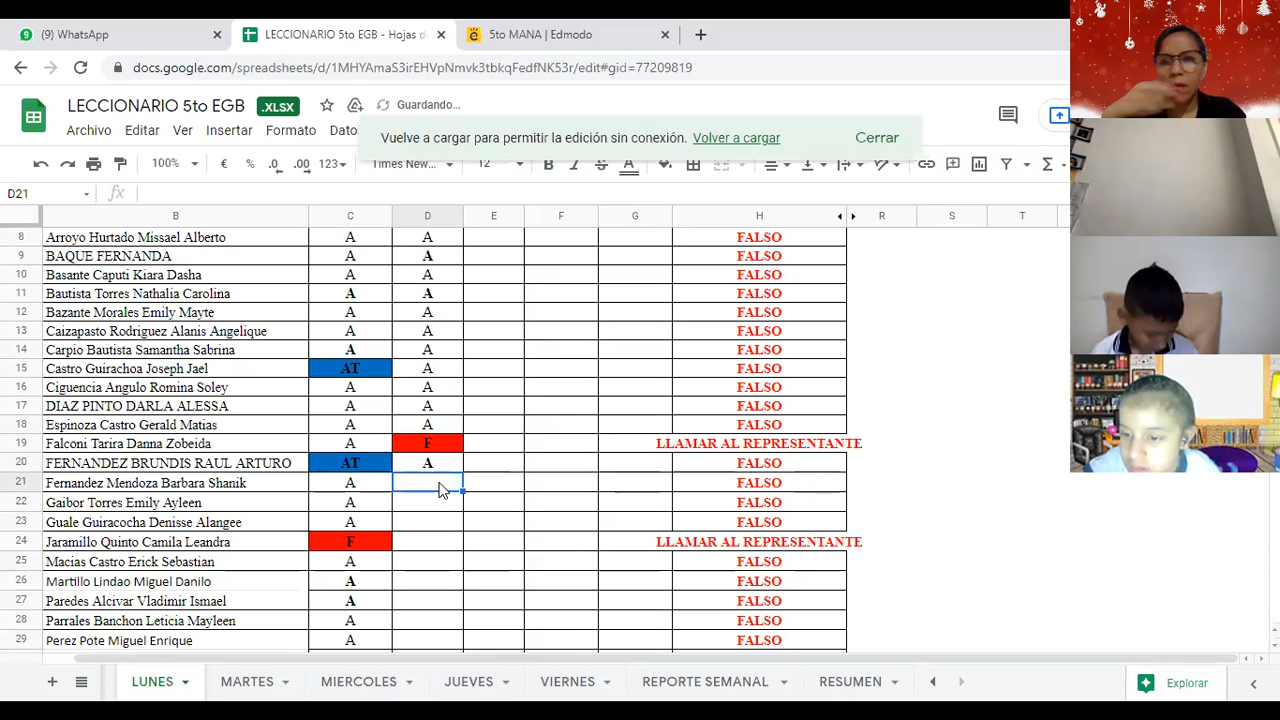 (9) WhatsApp
LECCIONARIO 5to EGB - Hojas d
5to MANA | Edmodo
docs.google.com/spreadsheets/d/1MHYAmaS3irEHVpNmvk3tbkqFedfNK53r/edit#gid=77209819
LECCIONARIO 5to EGB .XLSX Guardando...
Archivo Editar Ver Insertar Formato Dato
Vuelve a cargar para permitir la edición sin conexión. Volver a cargar Cerrar
100% € .0 .00 123 Times New... 12 B I S A
D21 fx
B C D E F G H R S T
8 Arroyo Hurtado Missael Alberto A A FALSO
9 BAQUE FERNANDA A A FALSO
10 Basante Caputi Kiara Dasha A A FALSO
11 Bautista Torres Nathalia Carolina A A FALSO
12 Bazante Morales Emily Mayte A A FALSO
13 Caizapasto Rodriguez Alanis Angelique A A FALSO
14 Carpio Bautista Samantha Sabrina A A FALSO
15 Castro Guirachoa Joseph Jael AT A FALSO
16 Ciguencia Angulo Romina Soley A A FALSO
17 DIAZ PINTO DARLA ALESSA A A FALSO
18 Espinoza Castro Gerald Matias A A FALSO
19 Falconi Tarira Danna Zobeida A F LLAMAR AL REPRESENTANTE
20 FERNANDEZ BRUNDIS RAUL ARTURO AT A FALSO
21 Fernandez Mendoza Barbara Shanik A FALSO
22 Gaibor Torres Emily Ayleen A FALSO
23 Guale Guiracocha Denisse Alangee A FALSO
24 Jaramillo Quinto Camila Leandra F LLAMAR AL REPRESENTANTE
25 Macias Castro Erick Sebastian A FALSO
26 Martillo Lindao Miguel Danilo A FALSO
27 Paredes Alcivar Vladimir Ismael A FALSO
28 Parrales Banchon Leticia Mayleen A FALSO
29 Perez Pote Miguel Enrique A FALSO
LUNES MARTES MIERCOLES JUEVES VIERNES REPORTE SEMANAL RESUMEN Explorar